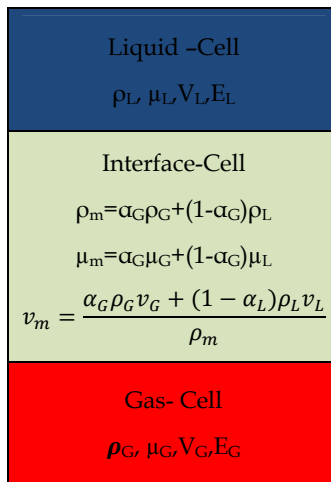 Liquid –Cell
ρL, μL,VL,EL
Interface-Cell
ρm=αGρG+(1-αG)ρL
μm=αGμG+(1-αG)μL
vm = (αGρGvG + (1 − αL)ρLvL) / ρm
Gas- Cell
ρG, μG,VG,EG